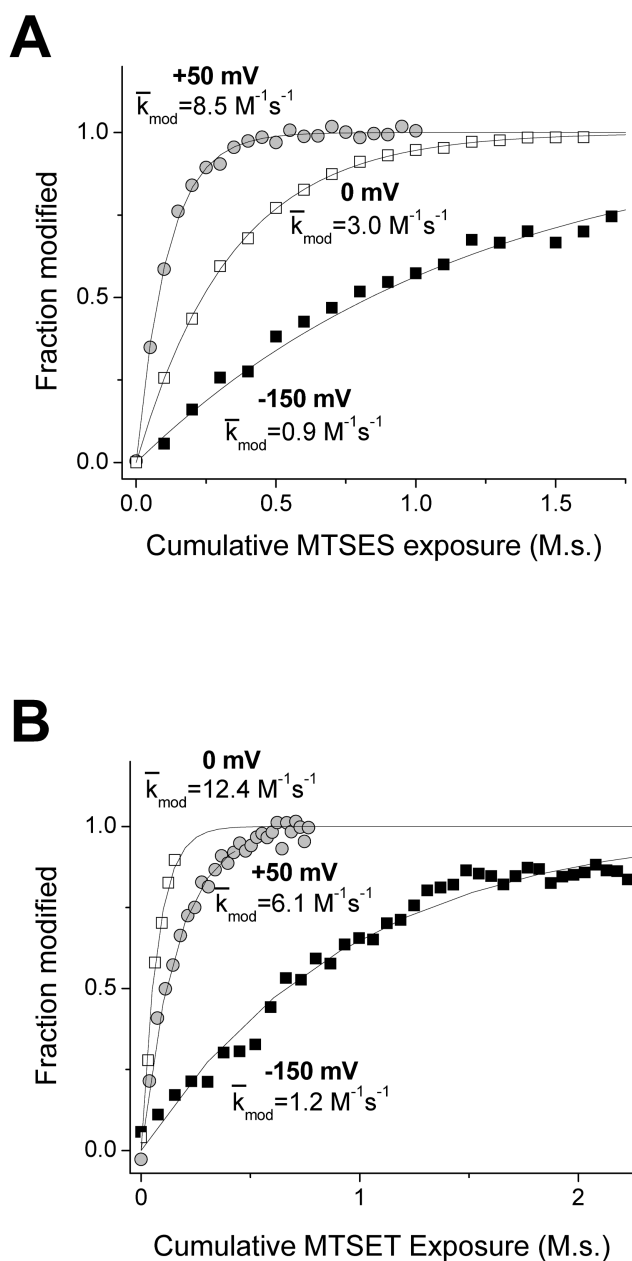 A
+50 mV
k̅mod=8.5 M⁻¹s⁻¹
1.0
0 mV
k̅mod=3.0 M⁻¹s⁻¹
0.5
-150 mV
k̅mod=0.9 M⁻¹s⁻¹
0.0
Fraction modified
0.0 0.5 1.0 1.5
Cumulative MTSES exposure (M.s.)
B
0 mV
k̅mod=12.4 M⁻¹s⁻¹
1.0
+50 mV
k̅mod=6.1 M⁻¹s⁻¹
0.5
-150 mV
k̅mod=1.2 M⁻¹s⁻¹
0.0
Fraction modified
0 1 2
Cumulative MTSET Exposure (M.s.)